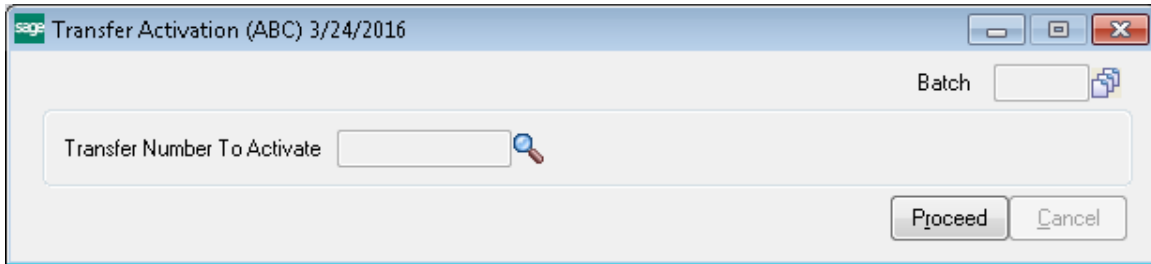 sage Transfer Activation (ABC) 3/24/2016
Batch
Transfer Number To Activate
Proceed Cancel